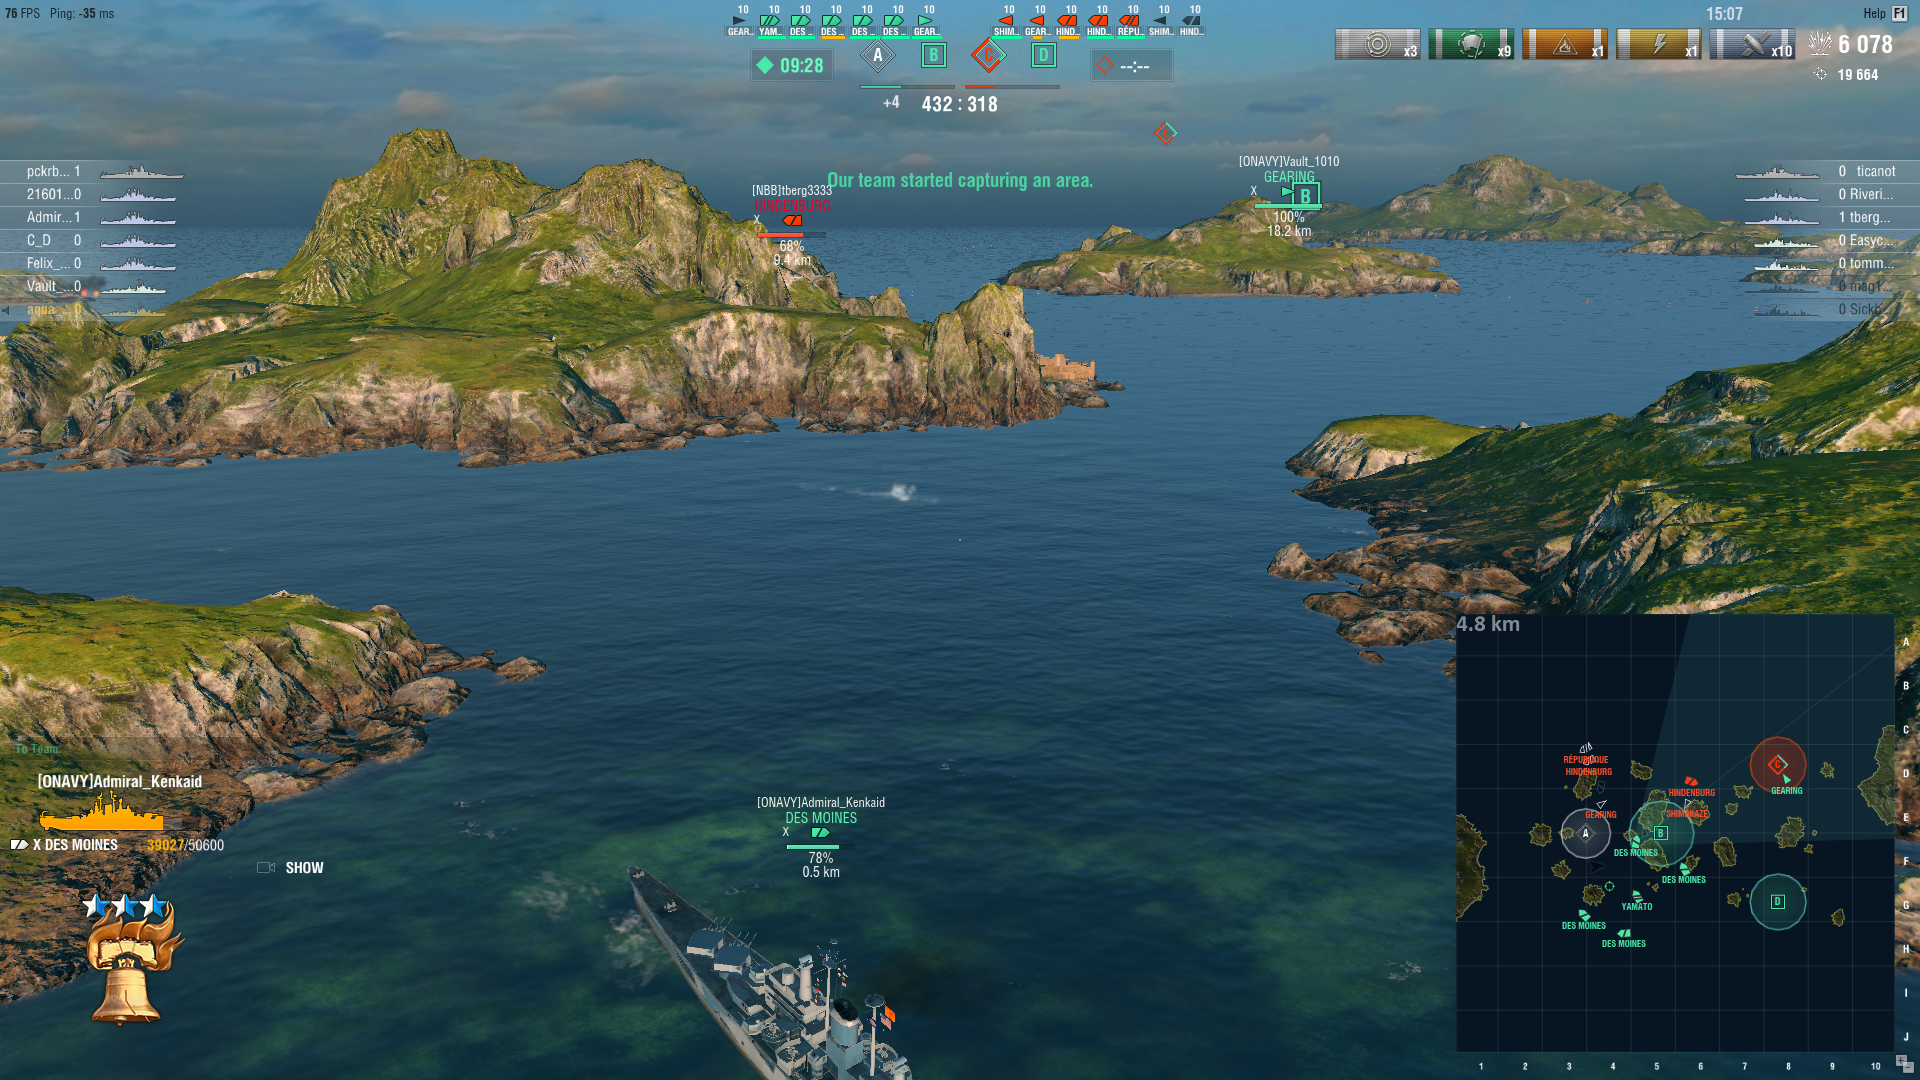 76 FPS Ping: -35 ms
10 10 10 10 10 10 10
GEAR... YAM... DES ... DES ... DES ... DES ... GEAR...
10 10 10 10 10 10 10
SHIM... GEAR... HIND... HIND... RÉPU... SHIM... HIND...
09:28
A B C D
--:--
+4 432 : 318
15:07
Help F1
x3 x9 x1 x1 x10
6 078
19 664
Our team started capturing an area.
[NBB]tberg3333
HINDENBURG
X
68%
9.4 km
[ONAVY]Vault_1010
GEARING
X
B
100%
18.2 km
pckrb... 1
21601...0
Admir... 1
C_D 0
Felix_... 0
Vault_...0
aqua_... 0
0 ticanot
0 Riveri...
1 tberg...
0 Easyc...
0 tomm...
0 mag1...
0 Sickb...
To Team:
[ONAVY]Admiral_Kenkaid
X DES MOINES 39027/50600
SHOW
[ONAVY]Admiral_Kenkaid
DES MOINES
X
78%
0.5 km
4.8 km
RÉPUBLIQUE
HINDENBURG
C
HINDENBURG
GEARING
GEARING
SHIMAKAZE
A
B
DES MOINES
DES MOINES
D
YAMATO
DES MOINES
DES MOINES
A
B
C
D
E
F
G
H
I
J
1 2 3 4 5 6 7 8 9 10